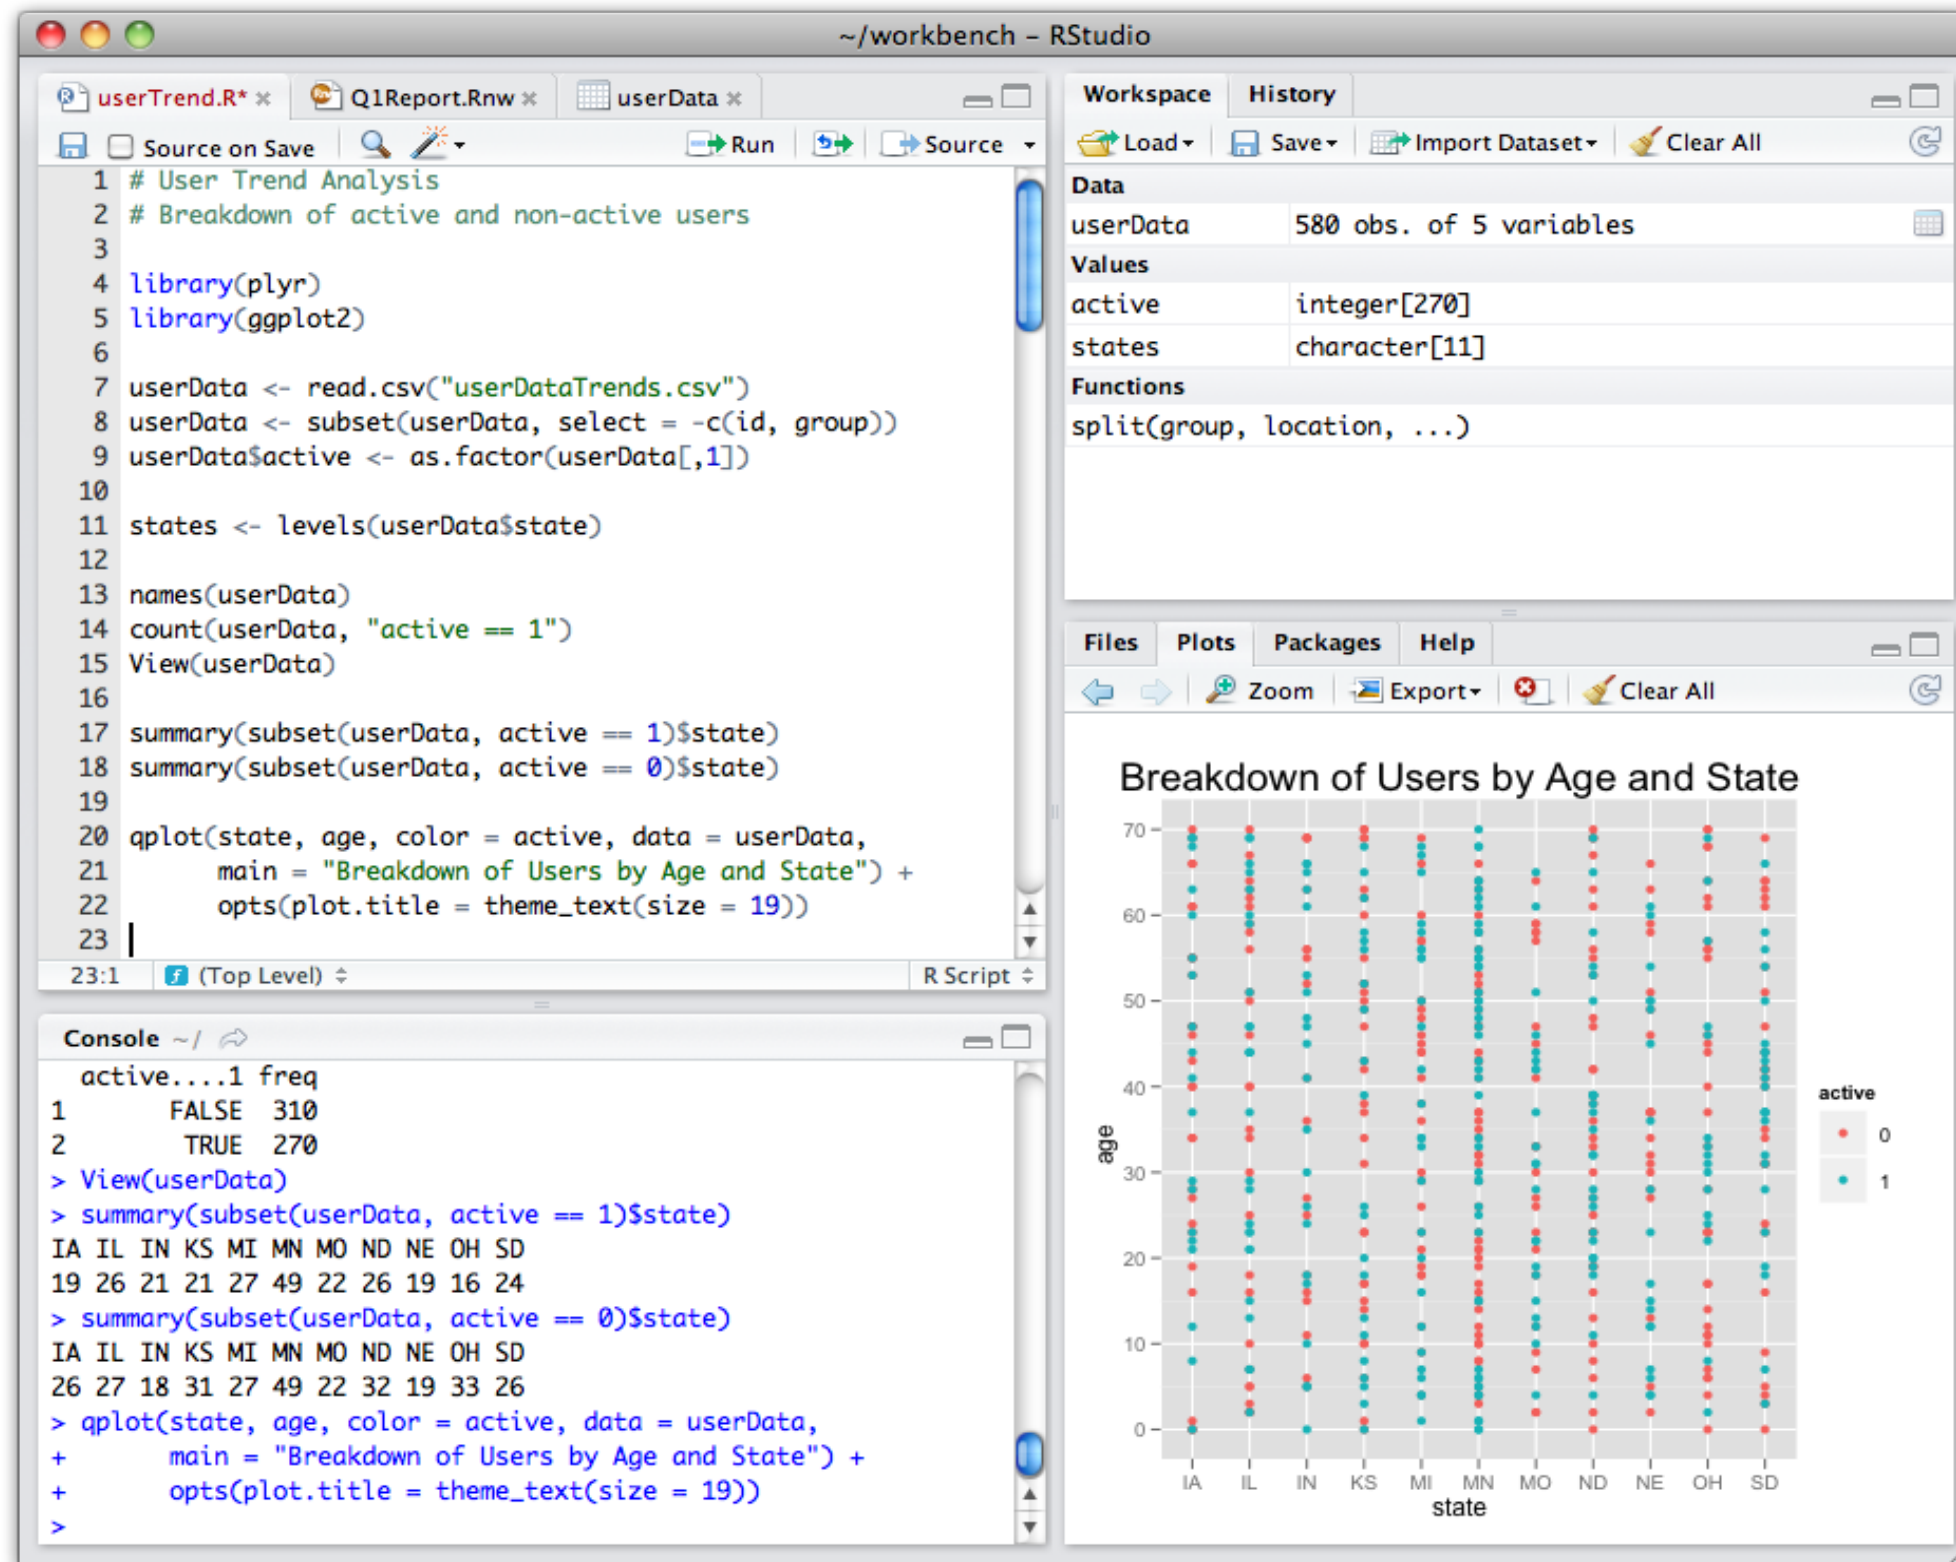 ~/workbench – RStudio
userTrend.R* Q1Report.Rnw userData
Source on Save Run Source
1 # User Trend Analysis
2 # Breakdown of active and non-active users
3
4 library(plyr)
5 library(ggplot2)
6
7 userData <- read.csv("userDataTrends.csv")
8 userData <- subset(userData, select = -c(id, group))
9 userData$active <- as.factor(userData[,1])
10
11 states <- levels(userData$state)
12
13 names(userData)
14 count(userData, "active == 1")
15 View(userData)
16
17 summary(subset(userData, active == 1)$state)
18 summary(subset(userData, active == 0)$state)
19
20 qplot(state, age, color = active, data = userData,
21 main = "Breakdown of Users by Age and State") +
22 opts(plot.title = theme_text(size = 19))
23
23:1 (Top Level) R Script
Console ~/
active....1 freq
1 FALSE 310
2 TRUE 270
> View(userData)
> summary(subset(userData, active == 1)$state)
IA IL IN KS MI MN MO ND NE OH SD
19 26 21 21 27 49 22 26 19 16 24
> summary(subset(userData, active == 0)$state)
IA IL IN KS MI MN MO ND NE OH SD
26 27 18 31 27 49 22 32 19 33 26
> qplot(state, age, color = active, data = userData,
+ main = "Breakdown of Users by Age and State") +
+ opts(plot.title = theme_text(size = 19))
>
Workspace History
Load Save Import Dataset Clear All
Data
userData 580 obs. of 5 variables
Values
active integer[270]
states character[11]
Functions
split(group, location, ...)
Files Plots Packages Help
Zoom Export Clear All
Breakdown of Users by Age and State
70
60
50
40
30
20
10
0
age
IA IL IN KS MI MN MO ND NE OH SD
state
active
0
1